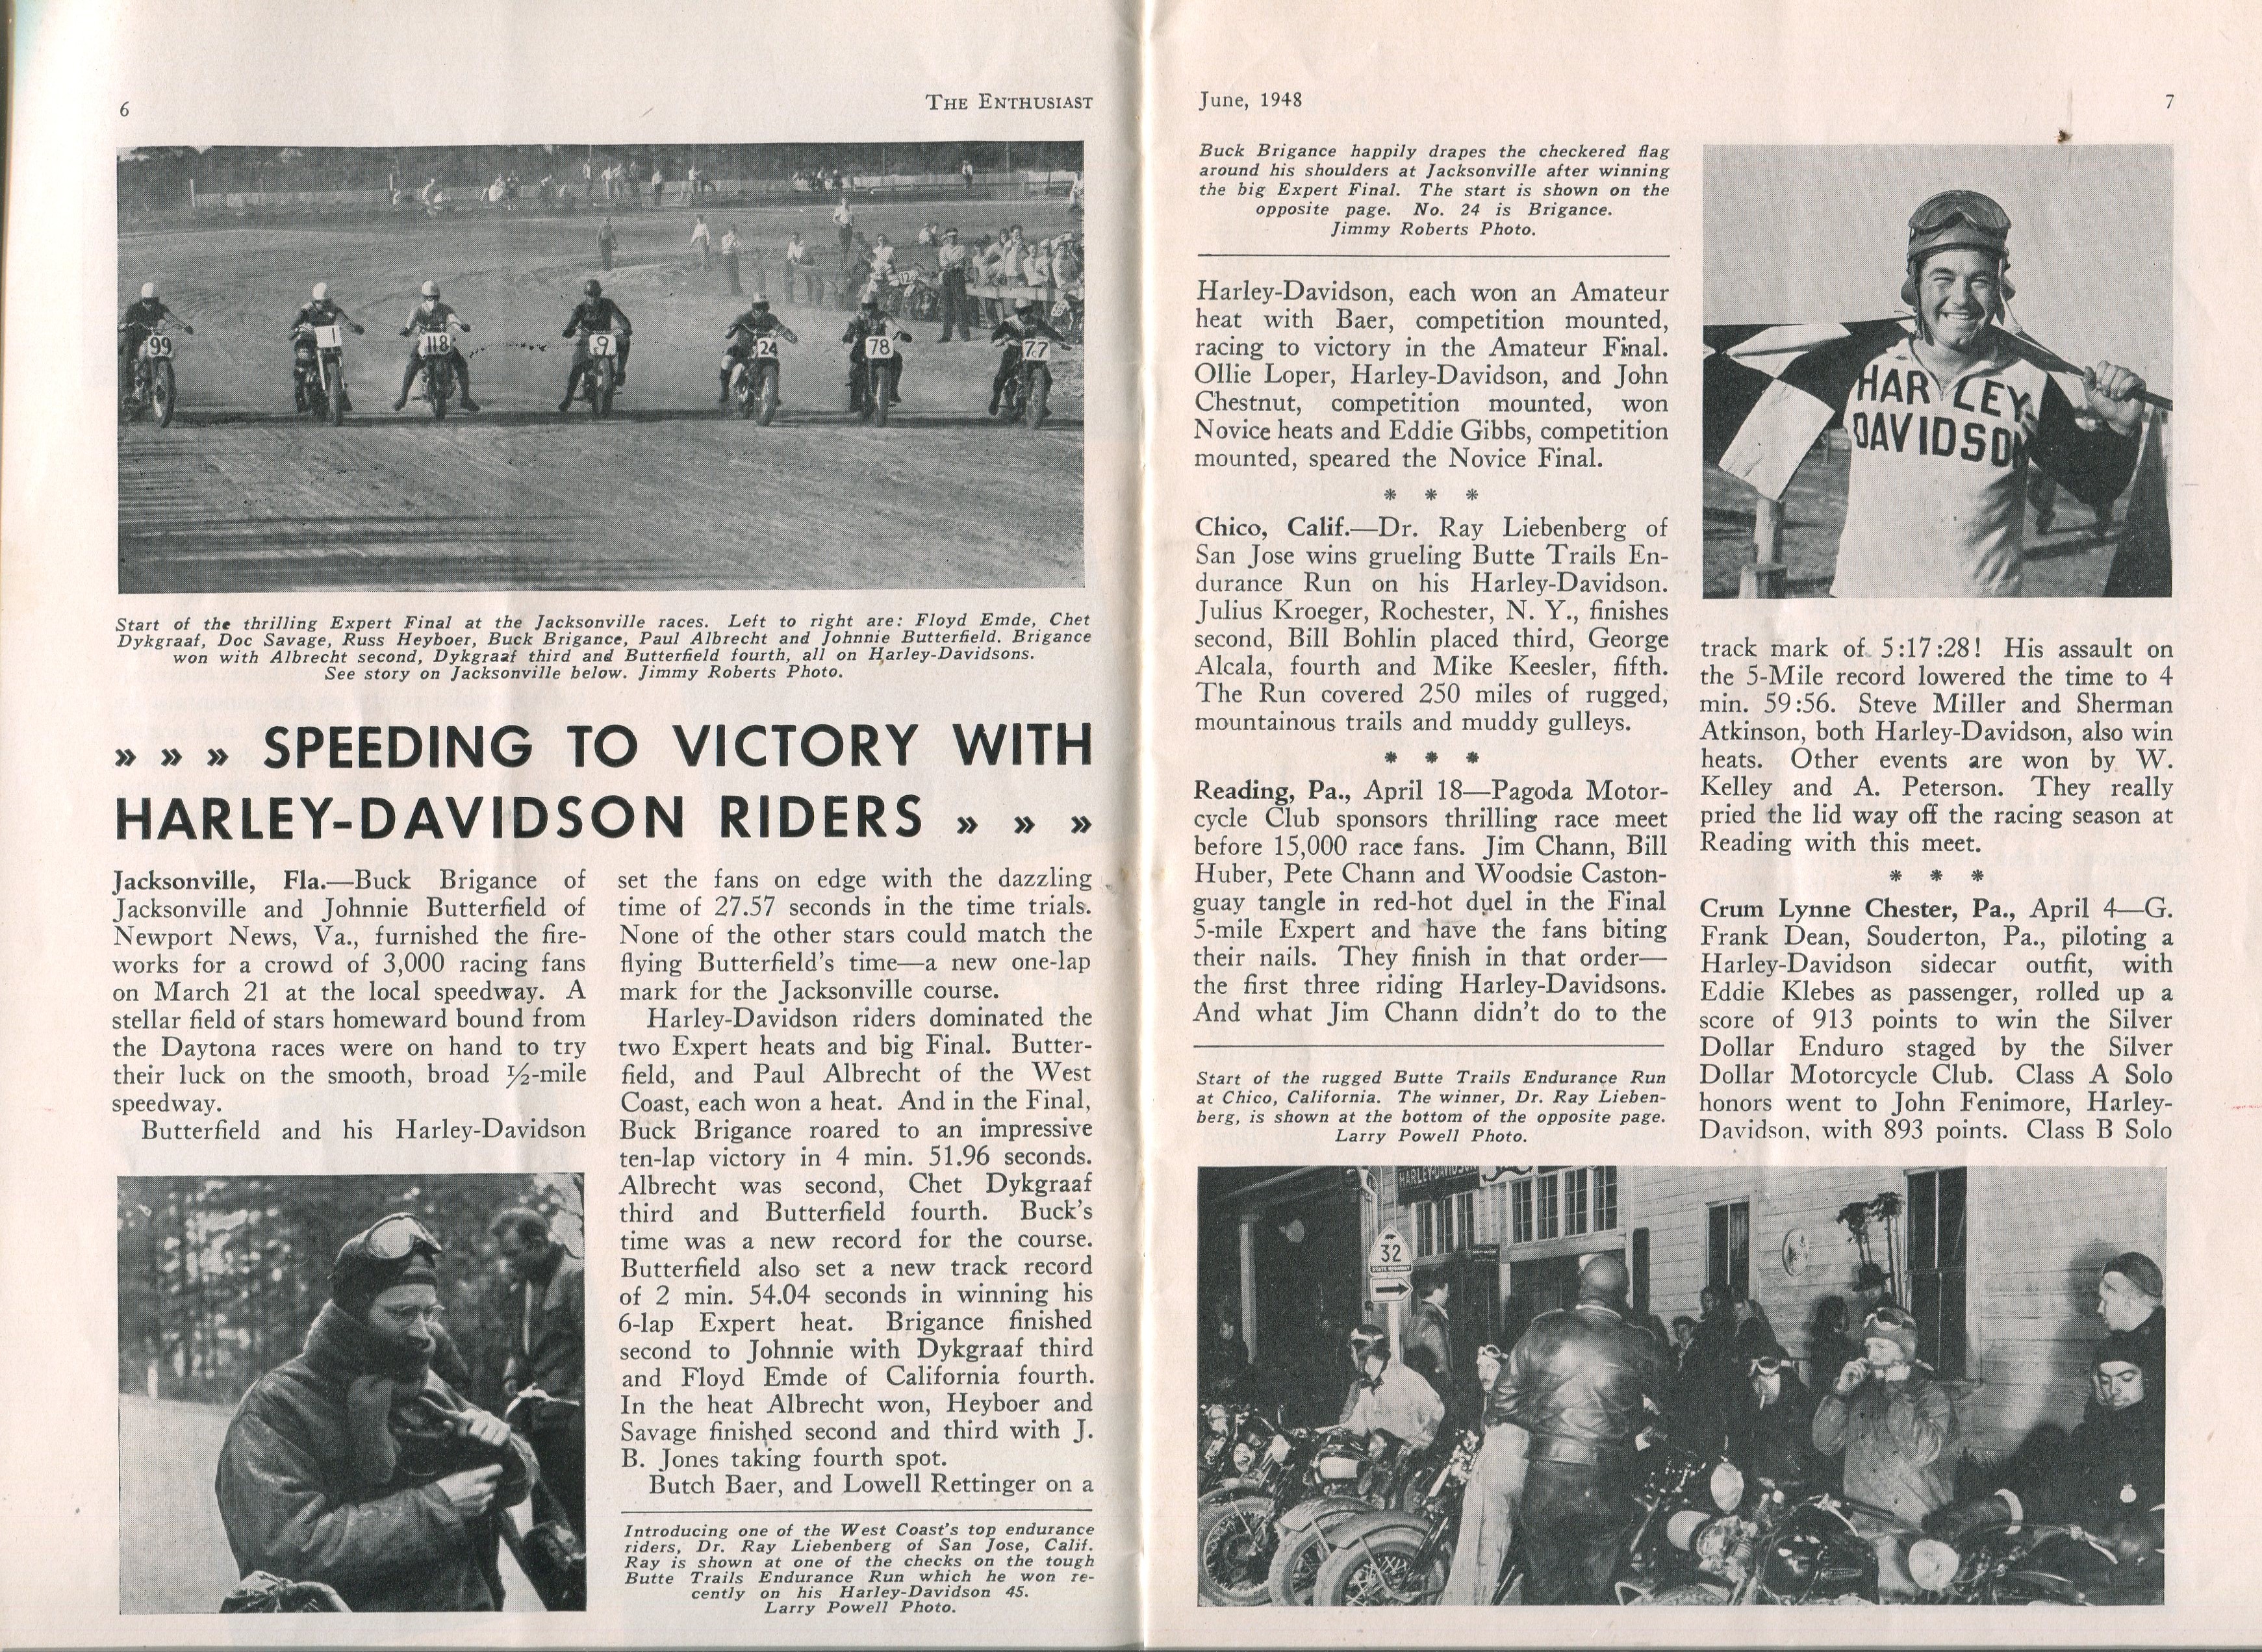 6
THE ENTHUSIAST
99
1
118
9
24
78
77
Start of the thrilling Expert Final at the Jacksonville races. Left to right are: Floyd Emde, Chet
Dykgraaf, Doc Savage, Russ Heyboer, Buck Brigance, Paul Albrecht and Johnnie Butterfield. Brigance
won with Albrecht second, Dykgraaf third and Butterfield fourth, all on Harley-Davidsons.
See story on Jacksonville below. Jimmy Roberts Photo.
» » » SPEEDING TO VICTORY WITH
HARLEY-DAVIDSON RIDERS » » »
Jacksonville, Fla.—Buck Brigance of
Jacksonville and Johnnie Butterfield of
Newport News, Va., furnished the fire-
works for a crowd of 3,000 racing fans
on March 21 at the local speedway. A
stellar field of stars homeward bound from
the Daytona races were on hand to try
their luck on the smooth, broad ½-mile
speedway.
Butterfield and his Harley-Davidson
set the fans on edge with the dazzling
time of 27.57 seconds in the time trials.
None of the other stars could match the
flying Butterfield's time—a new one-lap
mark for the Jacksonville course.
Harley-Davidson riders dominated the
two Expert heats and big Final. Butter-
field, and Paul Albrecht of the West
Coast, each won a heat. And in the Final,
Buck Brigance roared to an impressive
ten-lap victory in 4 min. 51.96 seconds.
Albrecht was second, Chet Dykgraaf
third and Butterfield fourth. Buck's
time was a new record for the course.
Butterfield also set a new track record
of 2 min. 54.04 seconds in winning his
6-lap Expert heat. Brigance finished
second to Johnnie with Dykgraaf third
and Floyd Emde of California fourth.
In the heat Albrecht won, Heyboer and
Savage finished second and third with J.
B. Jones taking fourth spot.
Butch Baer, and Lowell Rettinger on a
Introducing one of the West Coast's top endurance
riders, Dr. Ray Liebenberg of San Jose, Calif.
Ray is shown at one of the checks on the tough
Butte Trails Endurance Run which he won re-
cently on his Harley-Davidson 45.
Larry Powell Photo.
June, 1948
7
Buck Brigance happily drapes the checkered flag
around his shoulders at Jacksonville after winning
the big Expert Final. The start is shown on the
opposite page. No. 24 is Brigance.
Jimmy Roberts Photo.
Harley-Davidson, each won an Amateur
heat with Baer, competition mounted,
racing to victory in the Amateur Final.
Ollie Loper, Harley-Davidson, and John
Chestnut, competition mounted, won
Novice heats and Eddie Gibbs, competition
mounted, speared the Novice Final.
* * *
Chico, Calif.—Dr. Ray Liebenberg of
San Jose wins grueling Butte Trails En-
durance Run on his Harley-Davidson.
Julius Kroeger, Rochester, N. Y., finishes
second, Bill Bohlin placed third, George
Alcala, fourth and Mike Keesler, fifth.
The Run covered 250 miles of rugged,
mountainous trails and muddy gulleys.
* * *
Reading, Pa., April 18—Pagoda Motor-
cycle Club sponsors thrilling race meet
before 15,000 race fans. Jim Chann, Bill
Huber, Pete Chann and Woodsie Caston-
guay tangle in red-hot duel in the Final
5-mile Expert and have the fans biting
their nails. They finish in that order—
the first three riding Harley-Davidsons.
And what Jim Chann didn't do to the
Start of the rugged Butte Trails Endurance Run
at Chico, California. The winner, Dr. Ray Lieben-
berg, is shown at the bottom of the opposite page.
Larry Powell Photo.
HARLEY
DAVIDSON
track mark of 5:17:28! His assault on
the 5-Mile record lowered the time to 4
min. 59:56. Steve Miller and Sherman
Atkinson, both Harley-Davidson, also win
heats. Other events are won by W.
Kelley and A. Peterson. They really
pried the lid way off the racing season at
Reading with this meet.
* * *
Crum Lynne Chester, Pa., April 4—G.
Frank Dean, Souderton, Pa., piloting a
Harley-Davidson sidecar outfit, with
Eddie Klebes as passenger, rolled up a
score of 913 points to win the Silver
Dollar Enduro staged by the Silver
Dollar Motorcycle Club. Class A Solo
honors went to John Fenimore, Harley-
Davidson, with 893 points. Class B Solo
HARLEY-DAVIDSON
32
STATE HIGHWAY